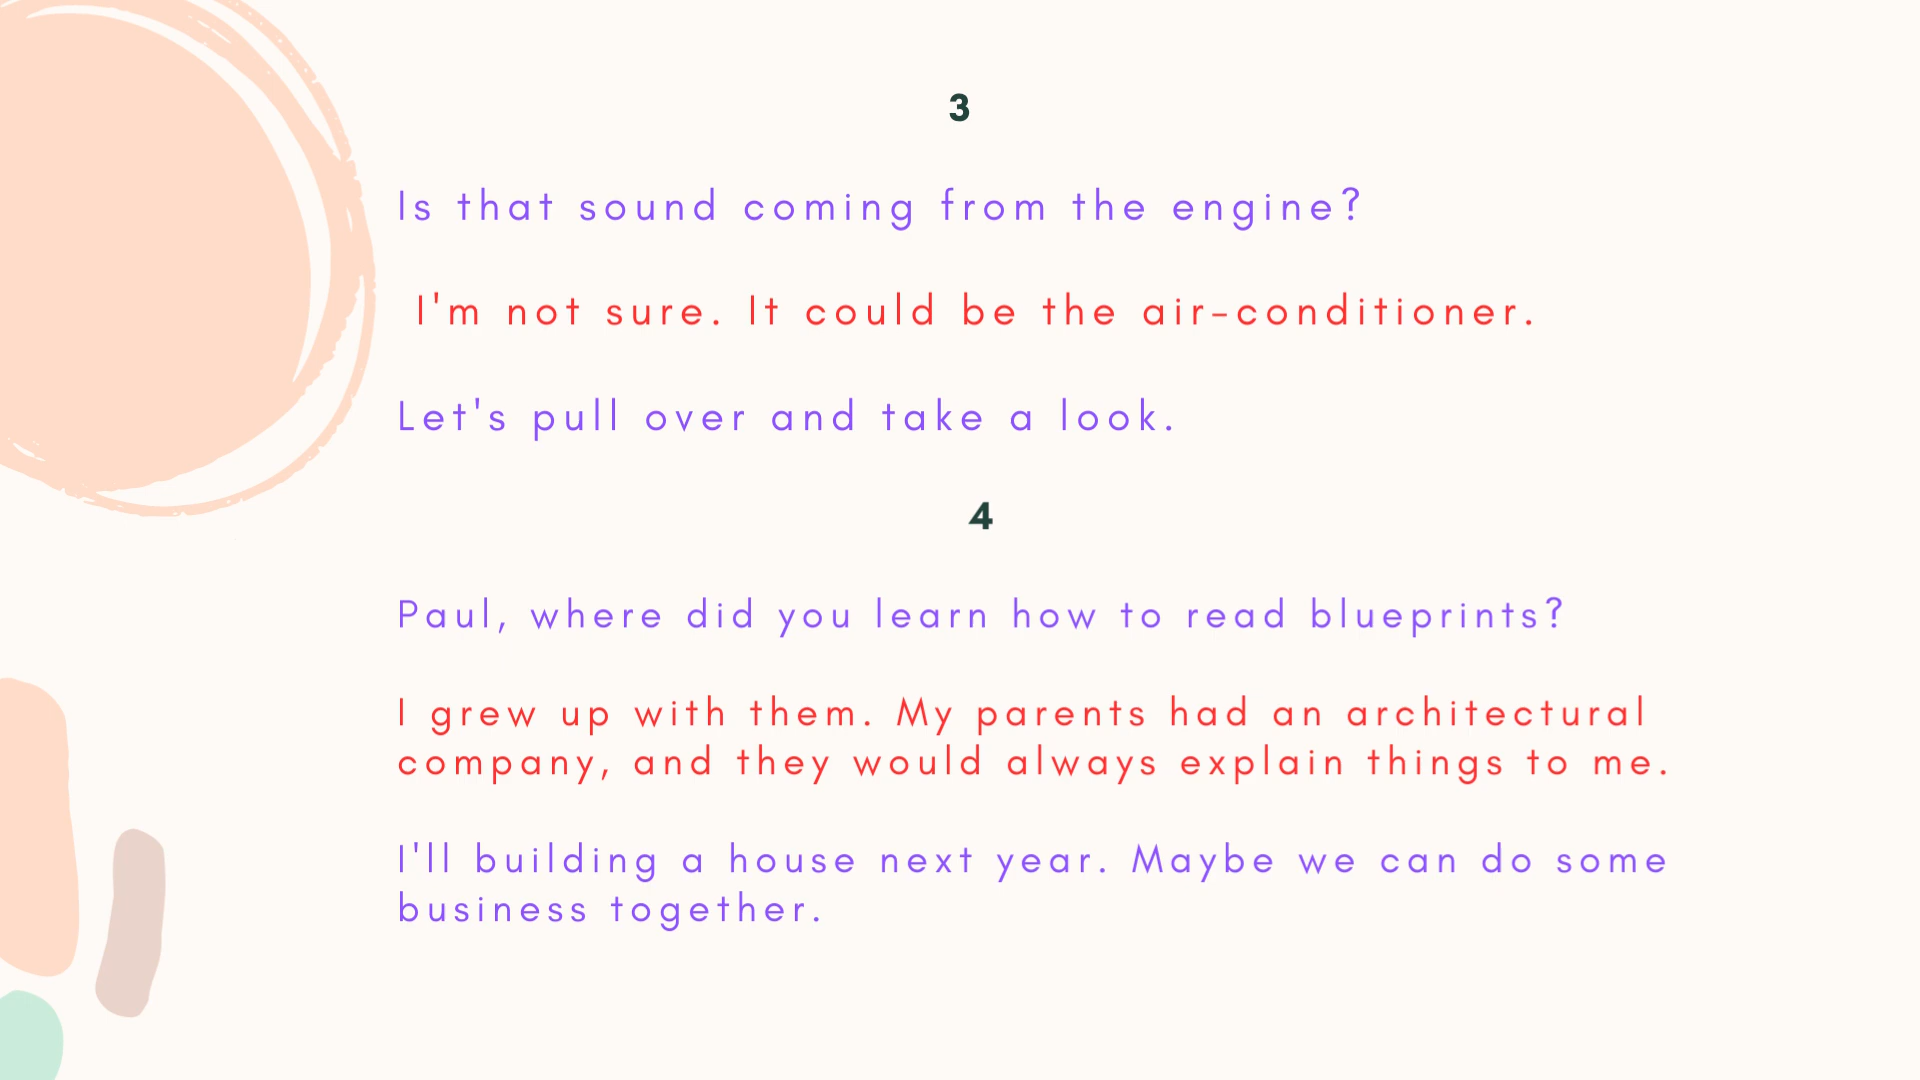 3
Is that sound coming from the engine?
I'm not sure. It could be the air-conditioner.
Let's pull over and take a look.
4
Paul, where did you learn how to read blueprints?
I grew up with them. My parents had an architectural
company, and they would always explain things to me.
I'll building a house next year. Maybe we can do some
business together.